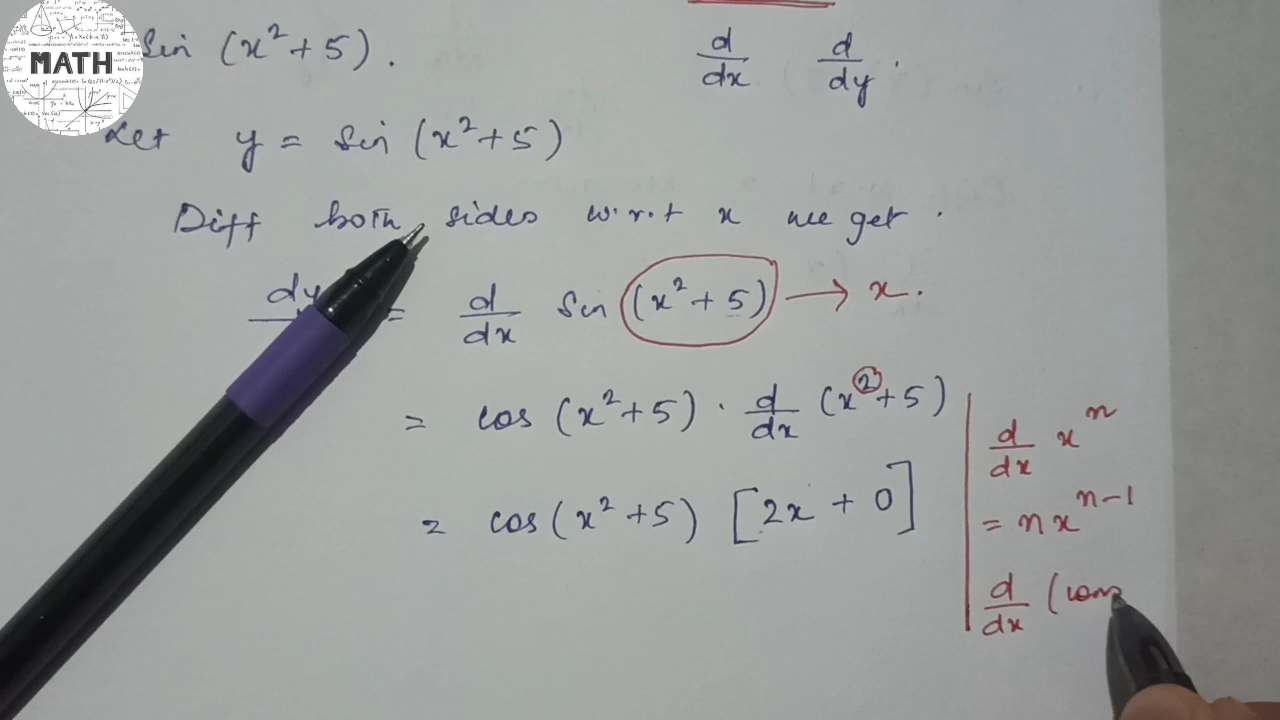 MATH
Sin (x²+5).
d/dx d/dy .
Let y = Sin (x²+5)
Diff both sides w.r.t x we get .
dy = d/dx Sin (x²+5) → x.
= cos (x²+5) · d/dx (x²+5)
= cos(x²+5) [2x + 0]
d/dx xⁿ
= nxⁿ⁻¹
d/dx (con